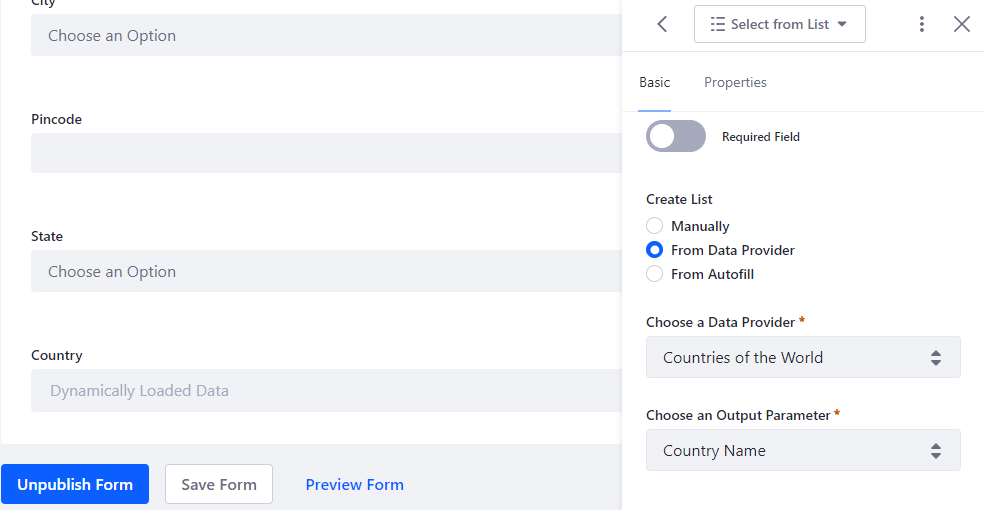 City
Choose an Option
Pincode
State
Choose an Option
Country
Dynamically Loaded Data
Unpublish Form
Save Form
Preview Form
Select from List
Basic
Properties
Required Field
Create List
Manually
From Data Provider
From Autofill
Choose a Data Provider *
Countries of the World
Choose an Output Parameter *
Country Name